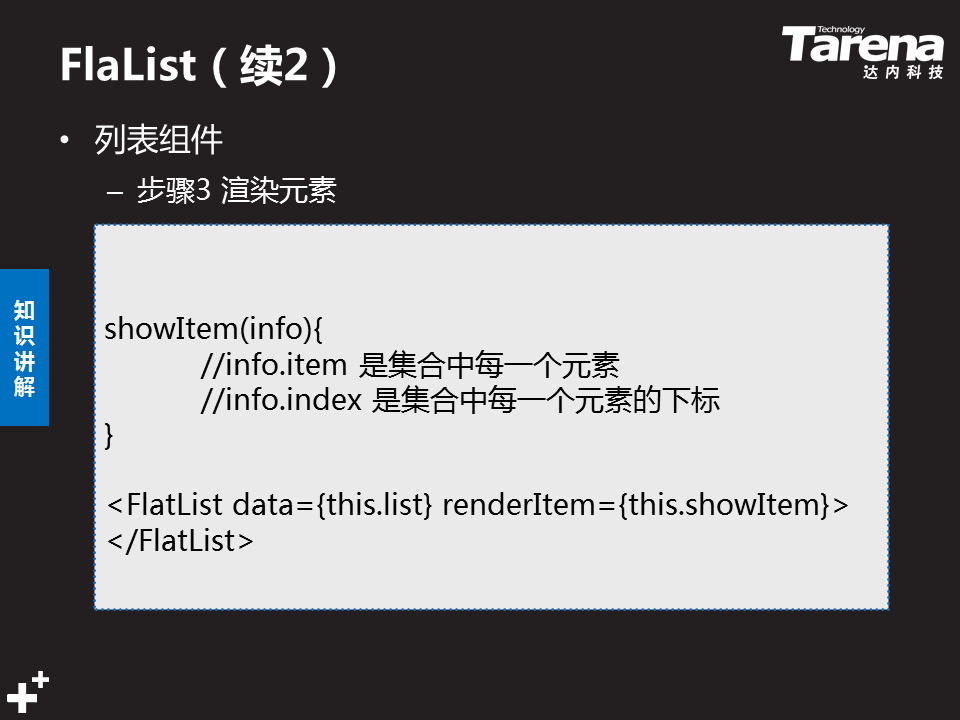 FlaList（续2）
Technology
Tarena
达内科技
• 列表组件
– 步骤3 渲染元素
知识讲解
showItem(info){
//info.item 是集合中每一个元素
//info.index 是集合中每一个元素的下标
}
<FlatList data={this.list} renderItem={this.showItem}>
</FlatList>